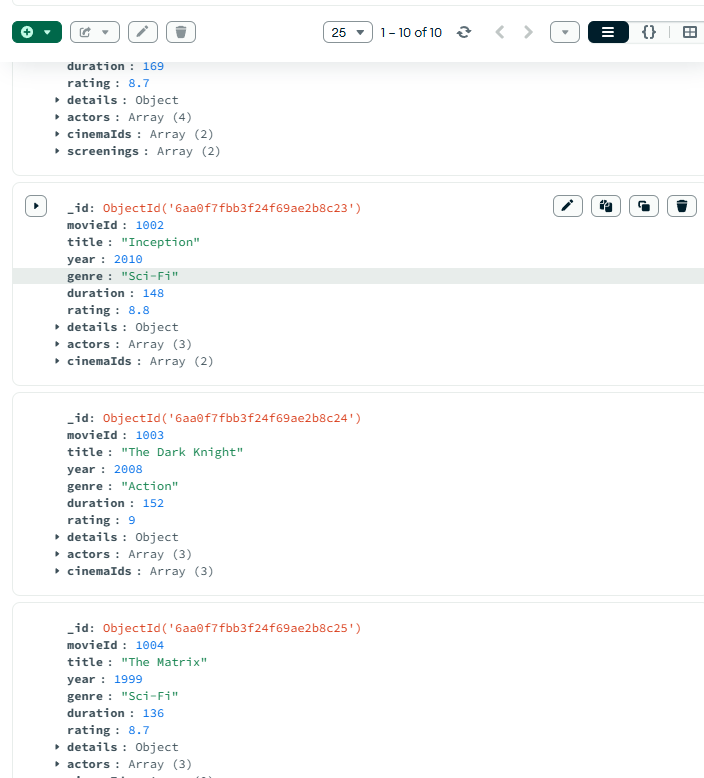 25 1 – 10 of 10 {}
duration : 169
rating : 8.7
details : Object
actors : Array (4)
cinemaIds : Array (2)
screenings : Array (2)
_id: ObjectId('6aa0f7fbb3f24f69ae2b8c23')
movieId : 1002
title : "Inception"
year : 2010
genre : "Sci-Fi"
duration : 148
rating : 8.8
details : Object
actors : Array (3)
cinemaIds : Array (2)
_id: ObjectId('6aa0f7fbb3f24f69ae2b8c24')
movieId : 1003
title : "The Dark Knight"
year : 2008
genre : "Action"
duration : 152
rating : 9
details : Object
actors : Array (3)
cinemaIds : Array (3)
_id: ObjectId('6aa0f7fbb3f24f69ae2b8c25')
movieId : 1004
title : "The Matrix"
year : 1999
genre : "Sci-Fi"
duration : 136
rating : 8.7
details : Object
actors : Array (3)